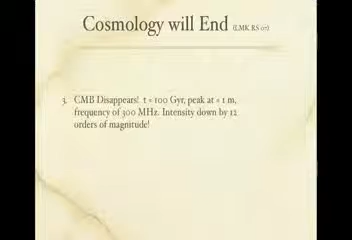 Cosmology will End (LMK RS 07)
3. CMB Disappears! t = 100 Gyr, peak at ≈ 1 m,
frequency of 300 MHz. Intensity down by 12
orders of magnitude!